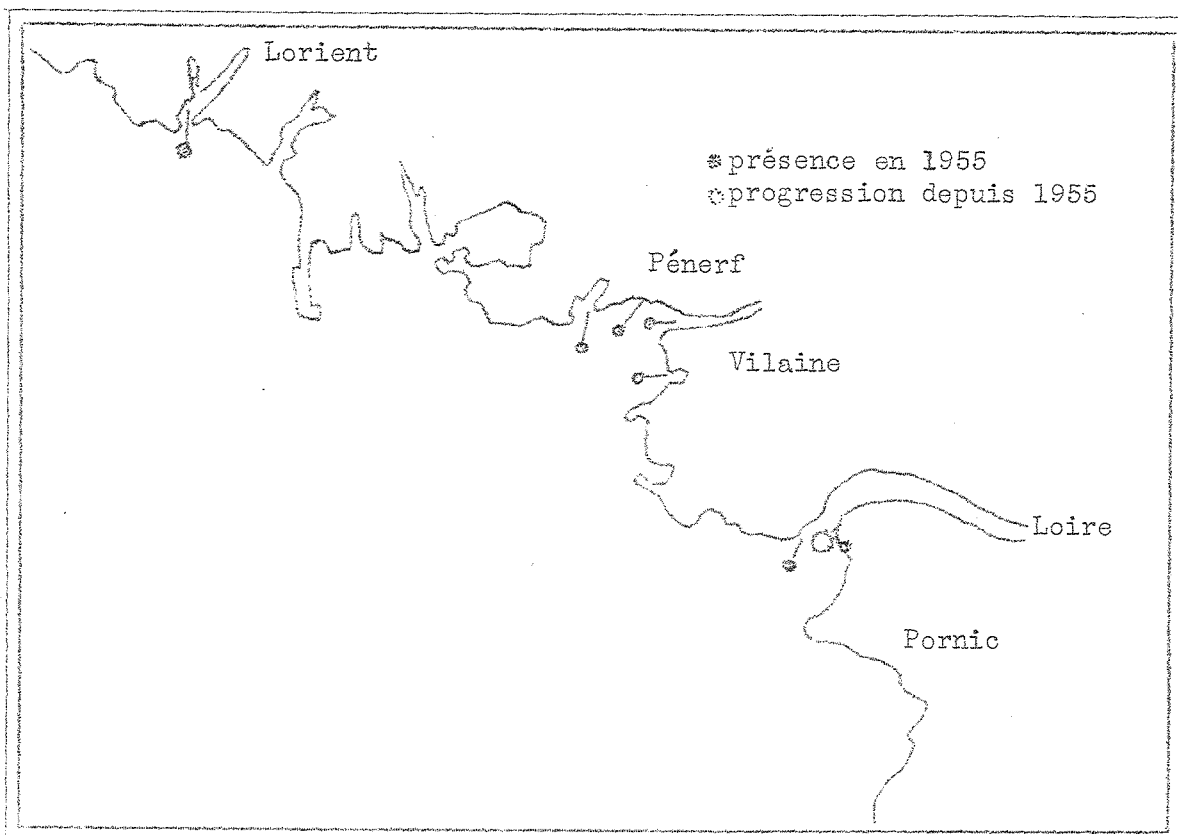 Lorient
présence en 1955
progression depuis 1955
Pénerf
Vilaine
Loire
Pornic